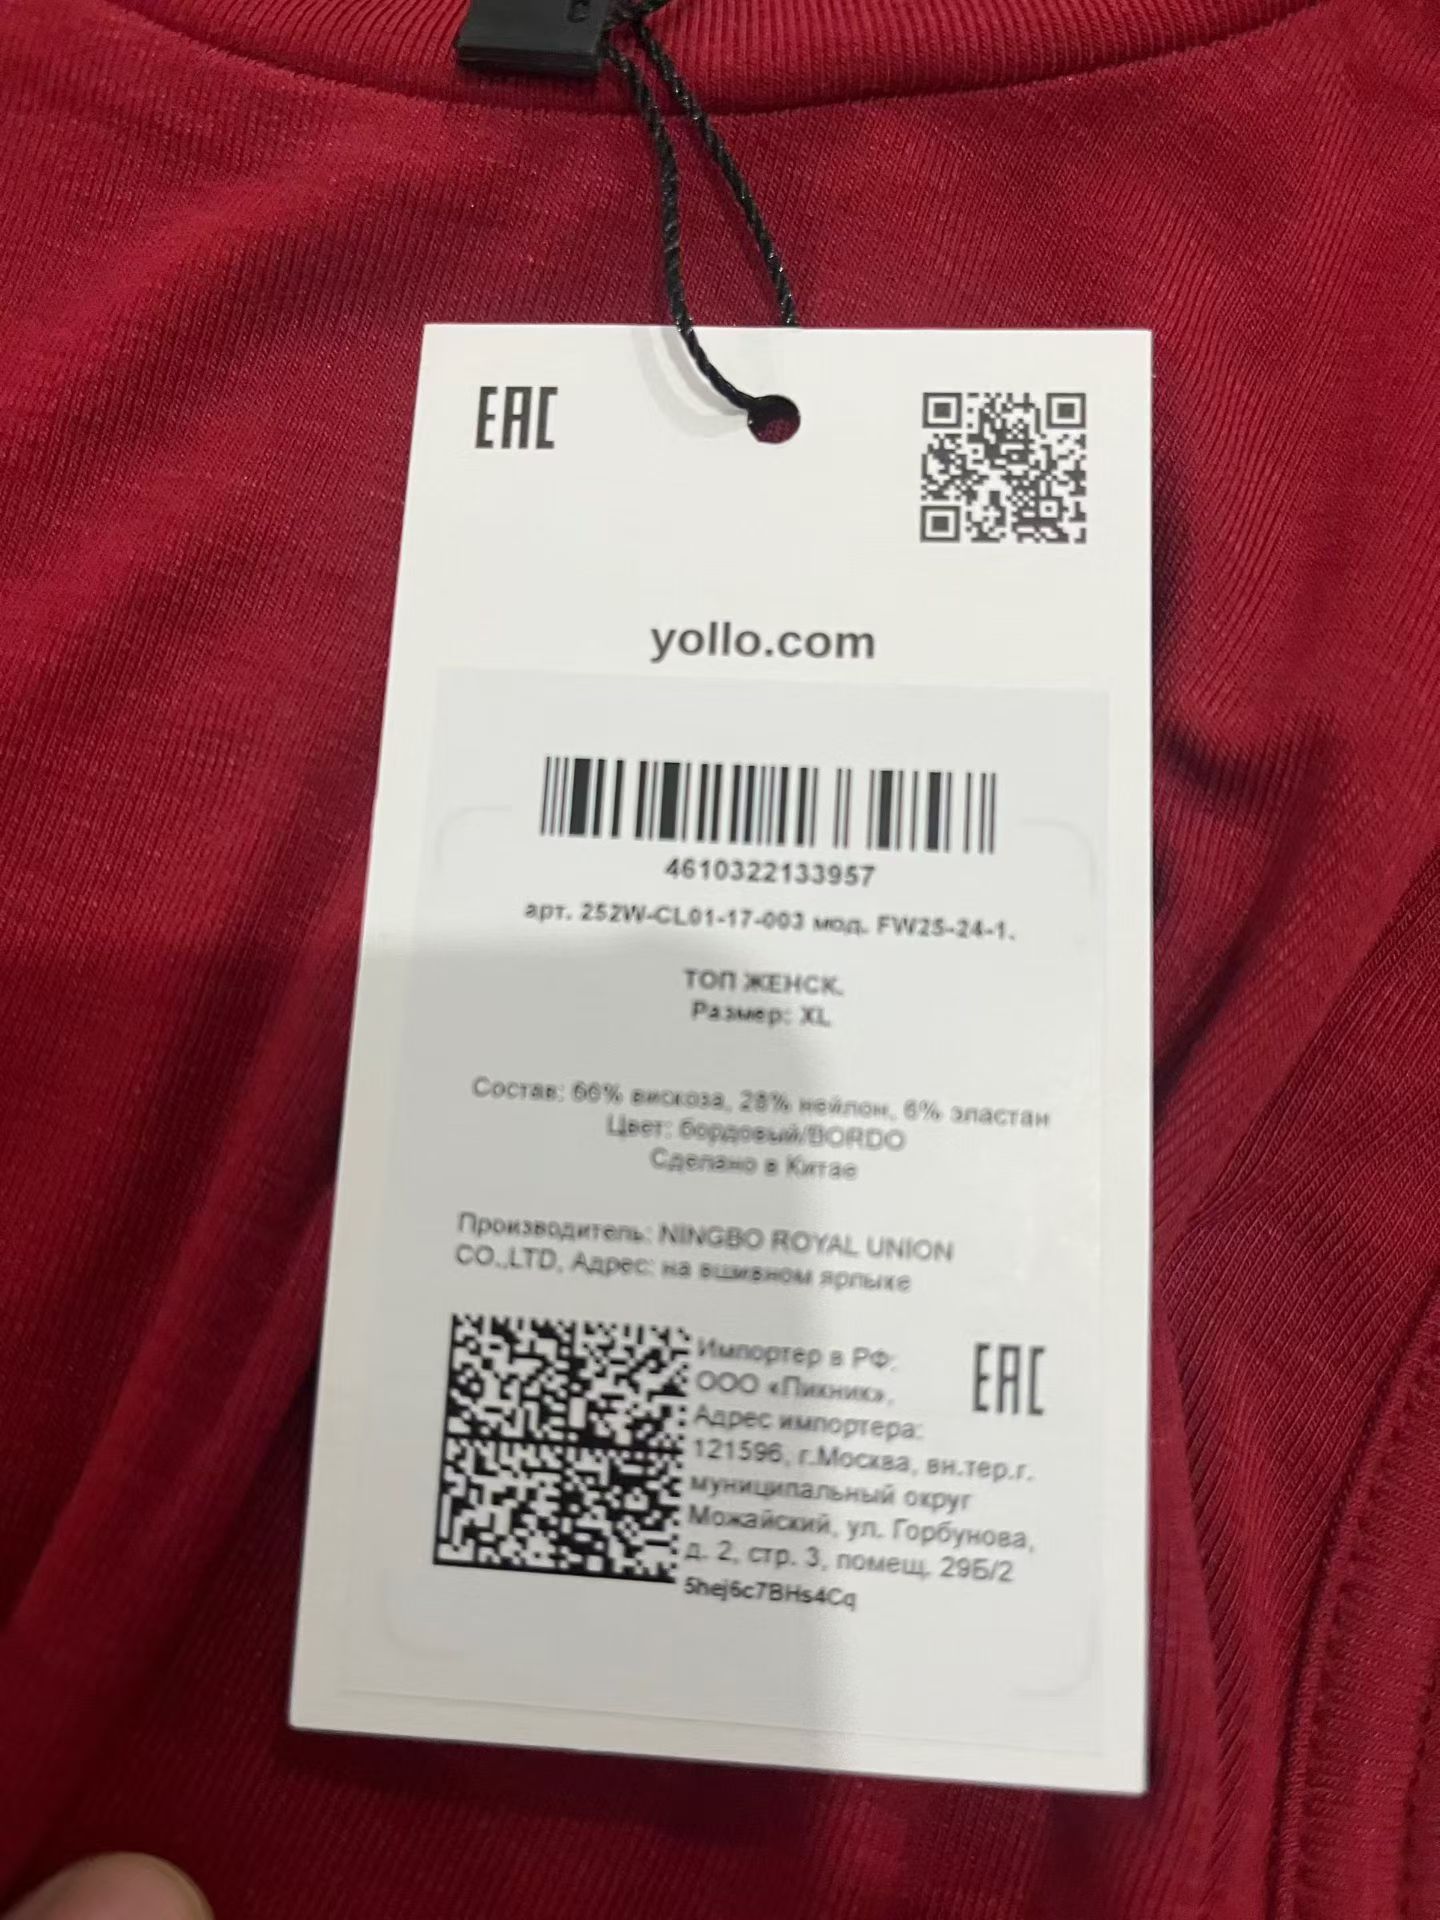 EAC
yollo.com
4610322133957
арт. 252W-CL01-17-003 мод. FW25-24-1.
ТОП ЖЕНСК.
Размер: XL
Состав: 66% вискоза, 28% нейлон, 6% эластан
Цвет: бордовый/BORDO
Сделано в Китае
Производитель: NINGBO ROYAL UNION
CO.,LTD, Адрес: на вшивном ярлыке
Импортер в РФ:
ООО «Пикник»,
EAC
Адрес импортера:
121596, г.Москва, вн.тер.г.
муниципальный округ
Можайский, ул. Горбунова,
д. 2, стр. 3, помещ. 29Б/2
5hej6c7BHs4Cq